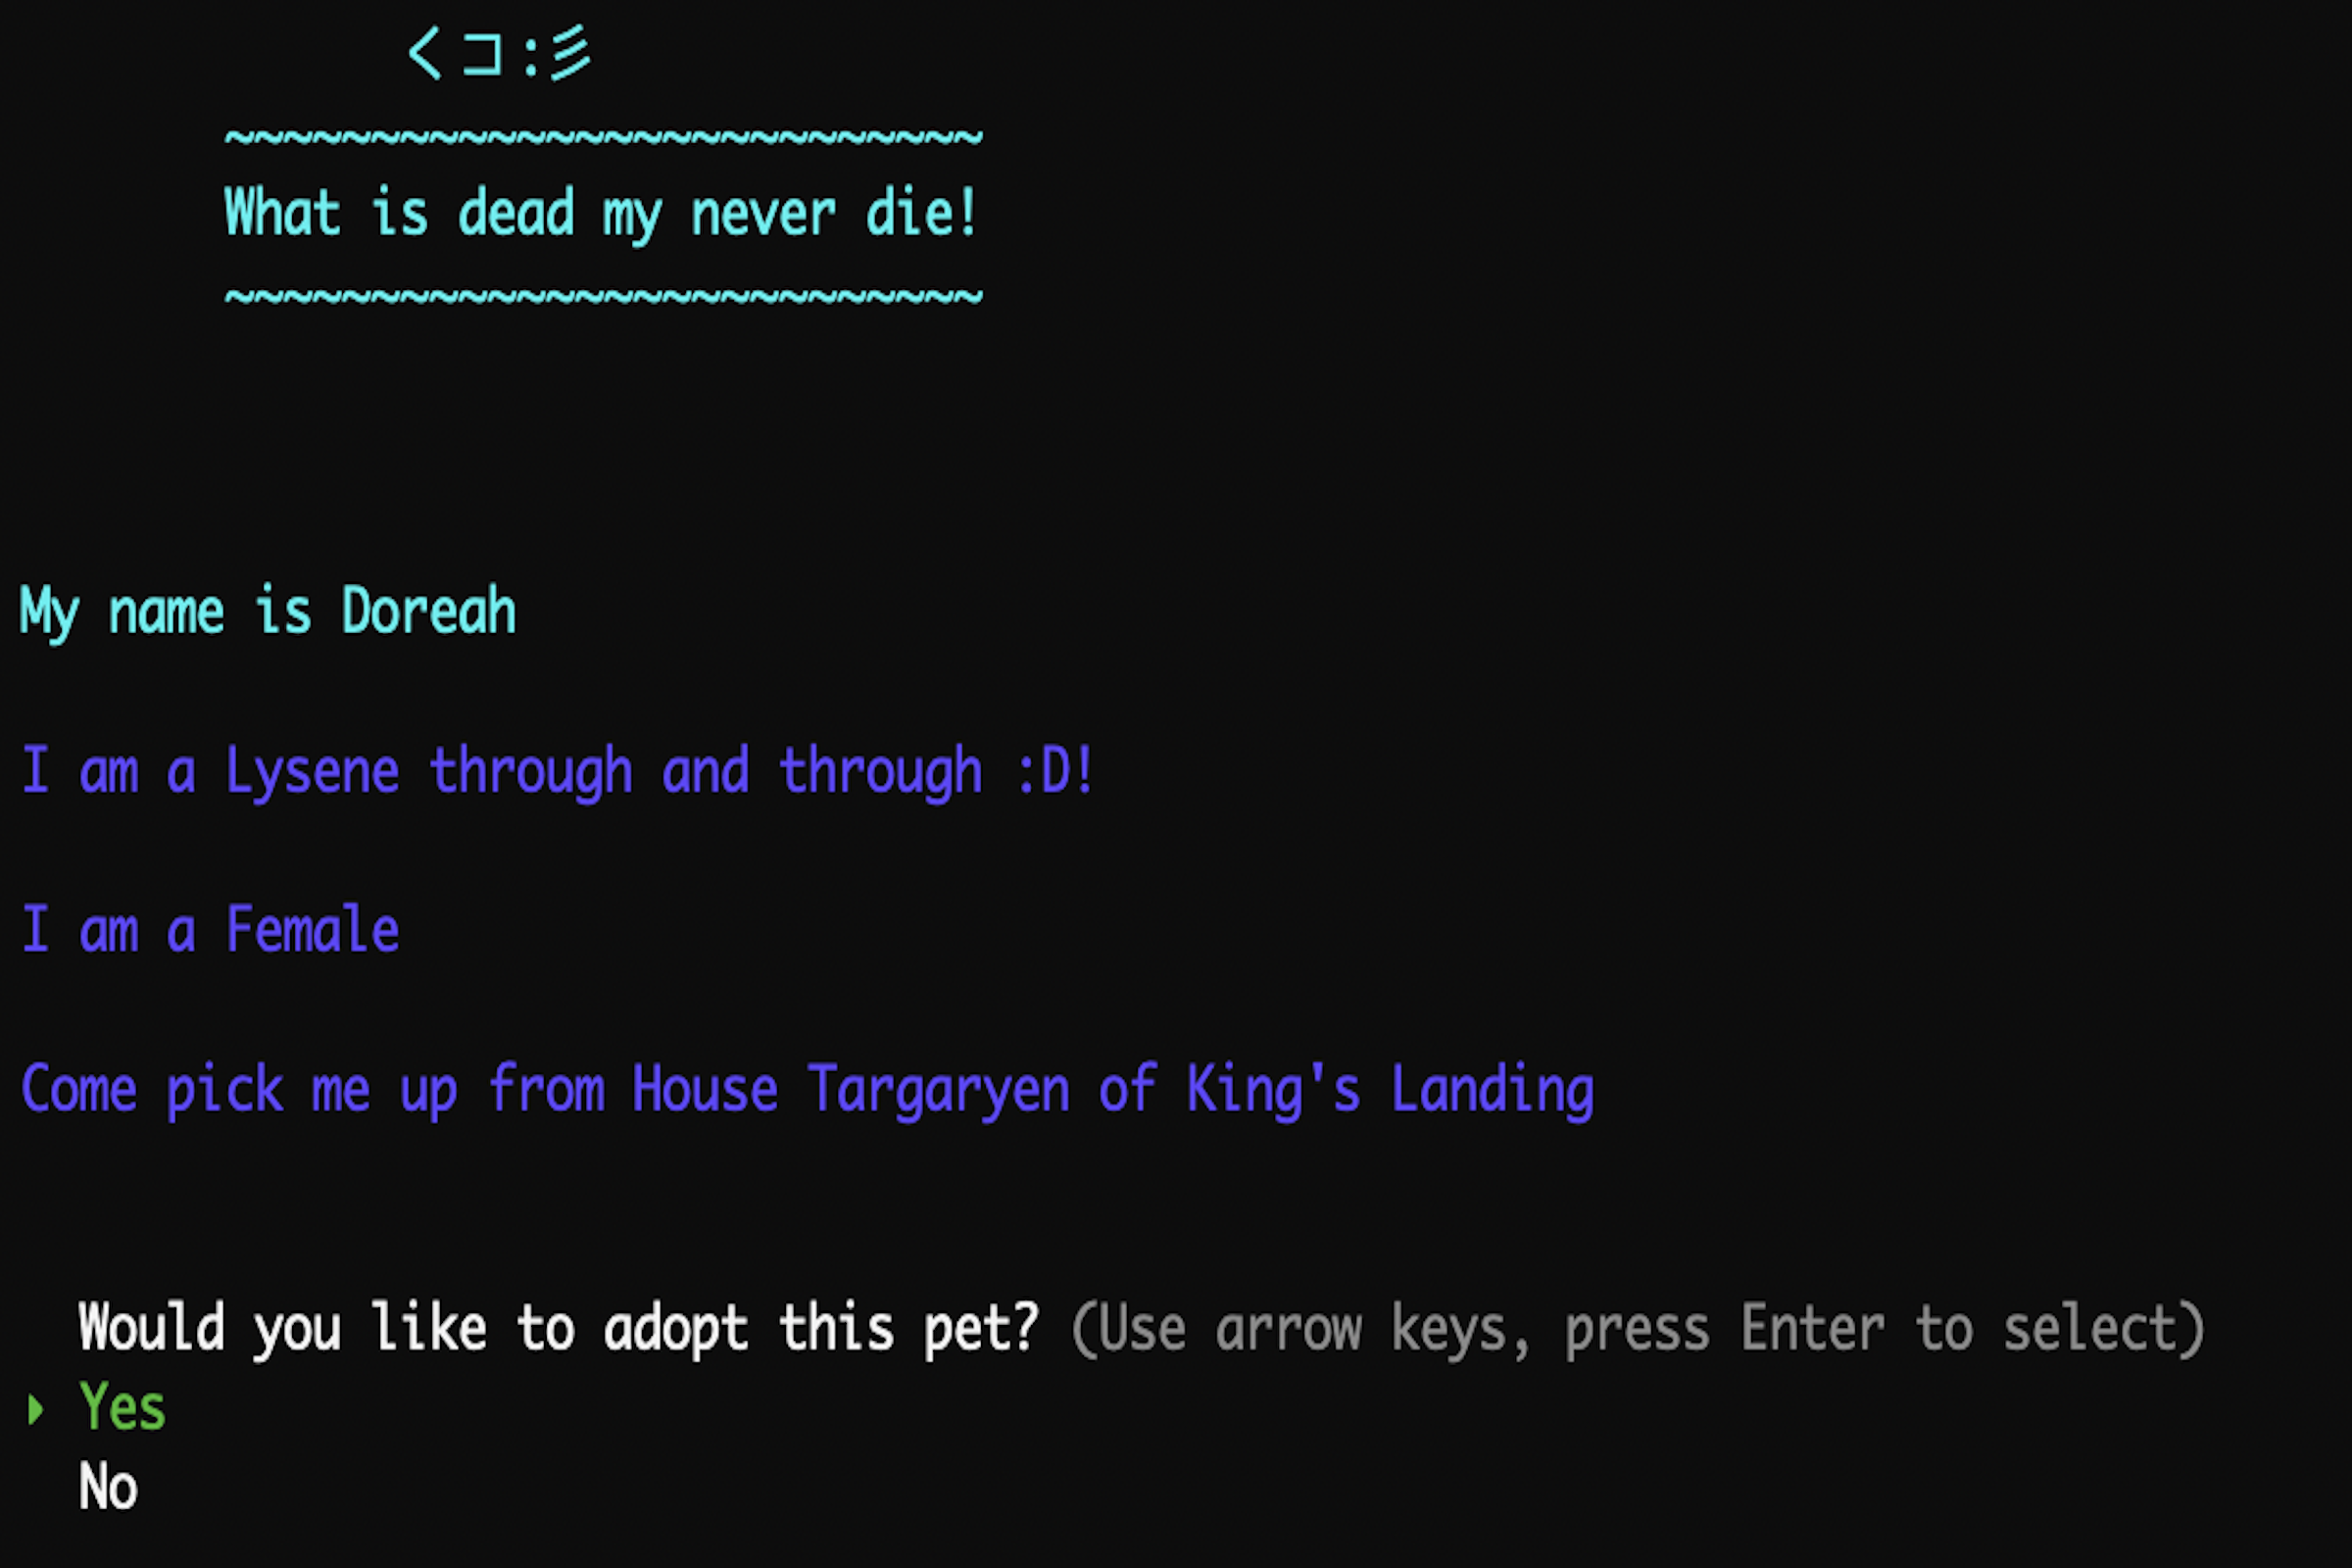 くコ:彡
~~~~~~~~~~~~~~~~~~~~~~~~~~
What is dead my never die!
~~~~~~~~~~~~~~~~~~~~~~~~~~
My name is Doreah
I am a Lysene through and through :D!
I am a Female
Come pick me up from House Targaryen of King's Landing
Would you like to adopt this pet? (Use arrow keys, press Enter to select)
‣ Yes
No